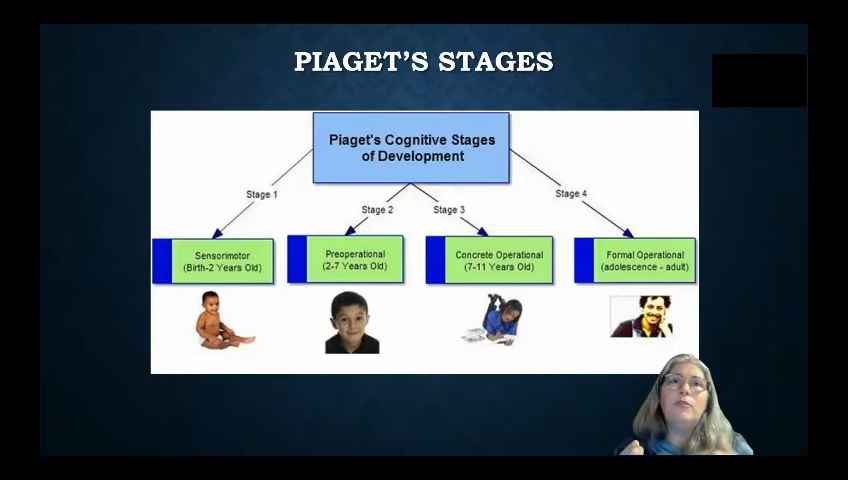 PIAGET'S STAGES
Piaget's Cognitive Stages
of Development
Stage 1
Stage 2
Stage 3
Stage 4
Sensorimotor
(Birth-2 Years Old)
Preoperational
(2-7 Years Old)
Concrete Operational
(7-11 Years Old)
Formal Operational
(adolescence - adult)